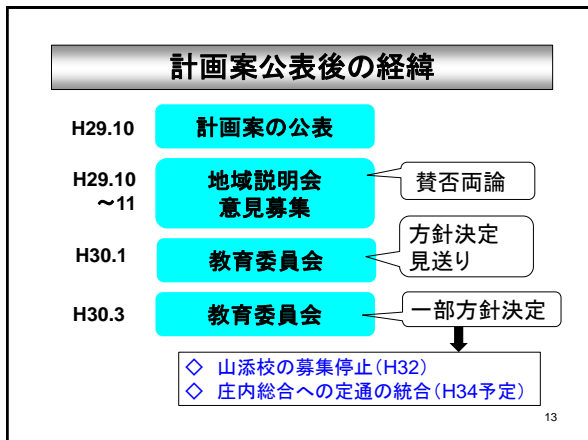 計画案公表後の経緯
H29.10
計画案の公表
H29.10
～11
地域説明会
意見募集
賛否両論
H30.1
教育委員会
方針決定
見送り
H30.3
教育委員会
一部方針決定
◇ 山添校の募集停止（H32）
◇ 庄内総合への定通の統合（H34予定）
13